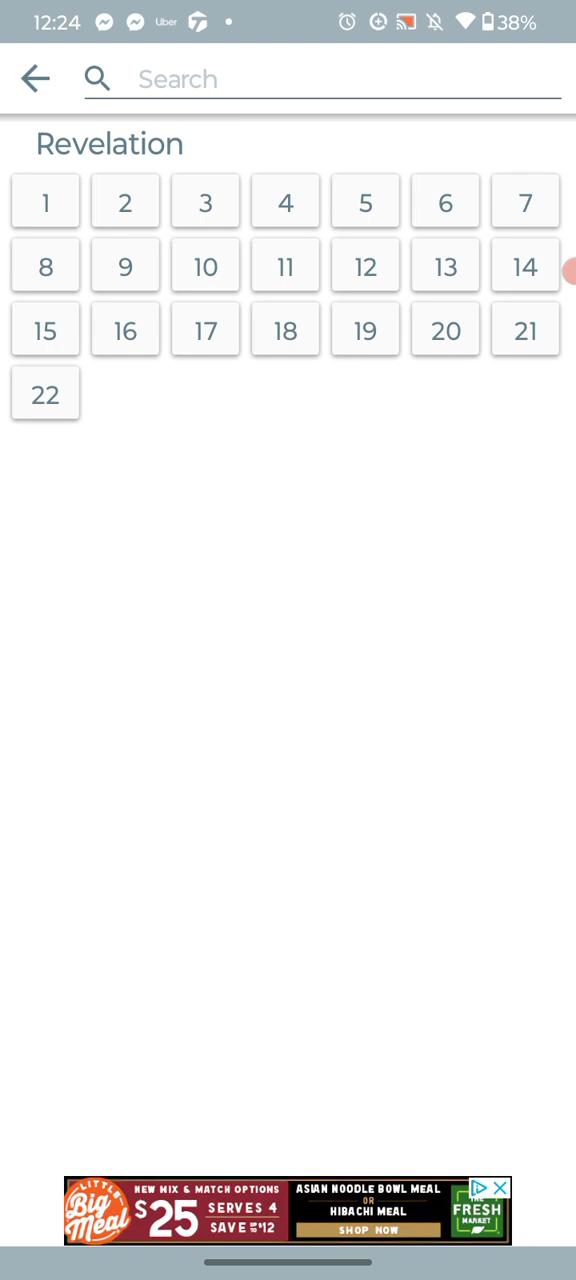 12:24 Uber 38%
Search
Revelation
1 2 3 4 5 6 7
8 9 10 11 12 13 14
15 16 17 18 19 20 21
22
LITTLE
Big
Meal
NEW MIX & MATCH OPTIONS
$25 SERVES 4
SAVE $12
ASIAN NOODLE BOWL MEAL
OR
HIBACHI MEAL
SHOP NOW
THE
FRESH
MARKET